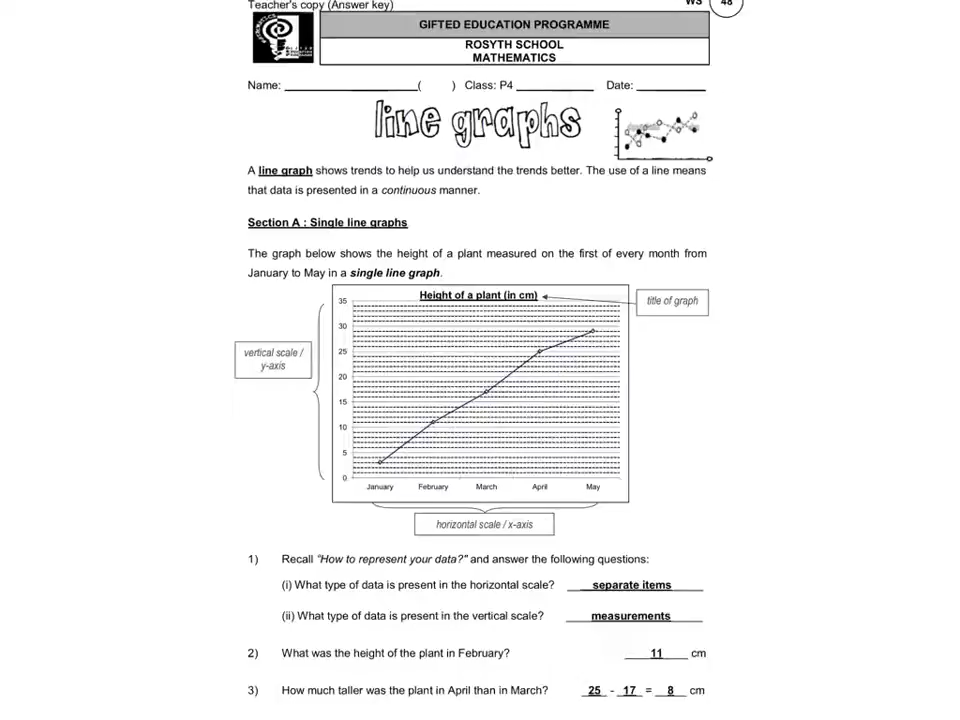 Teacher's copy (Answer key)
WS 48
GIFTED EDUCATION PROGRAMME
ROSYTH SCHOOL
MATHEMATICS
Name: ____________________( ) Class: P4 ____________ Date: ___________
line graphs
A line graph shows trends to help us understand the trends better. The use of a line means
that data is presented in a continuous manner.
Section A : Single line graphs
The graph below shows the height of a plant measured on the first of every month from
January to May in a single line graph.
Height of a plant (in cm)
title of graph
vertical scale /
y-axis
35
30
25
20
15
10
5
0
January February March April May
horizontal scale / x-axis
1) Recall "How to represent your data?" and answer the following questions:
(i) What type of data is present in the horizontal scale? separate items
(ii) What type of data is present in the vertical scale? measurements
2) What was the height of the plant in February? 11 cm
3) How much taller was the plant in April than in March? 25 - 17 = 8 cm